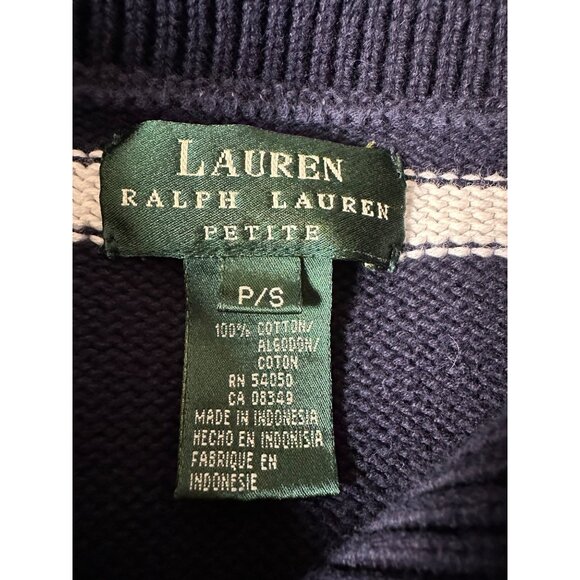 LAUREN
RALPH LAUREN
PETITE
P/S
100% COTTON/
ALGODON/
COTON
RN 54050
CA 08349
MADE IN INDONESIA
HECHO EN INDONISIA
FABRIQUE EN
INDONESIE